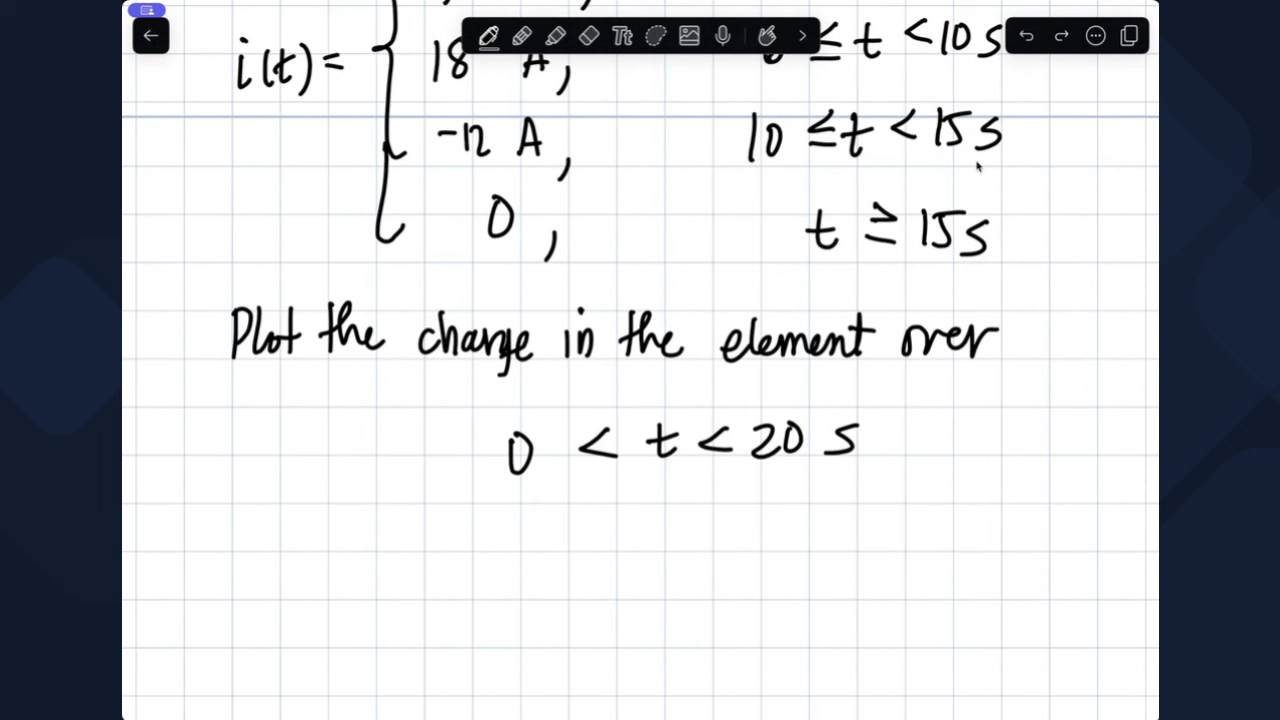 i(t) = 18 A, ≤ t < 10 s
-12 A, 10 ≤ t < 15 s
0, t ≥ 15 s
Plot the charge in the element over
0 < t < 20 s